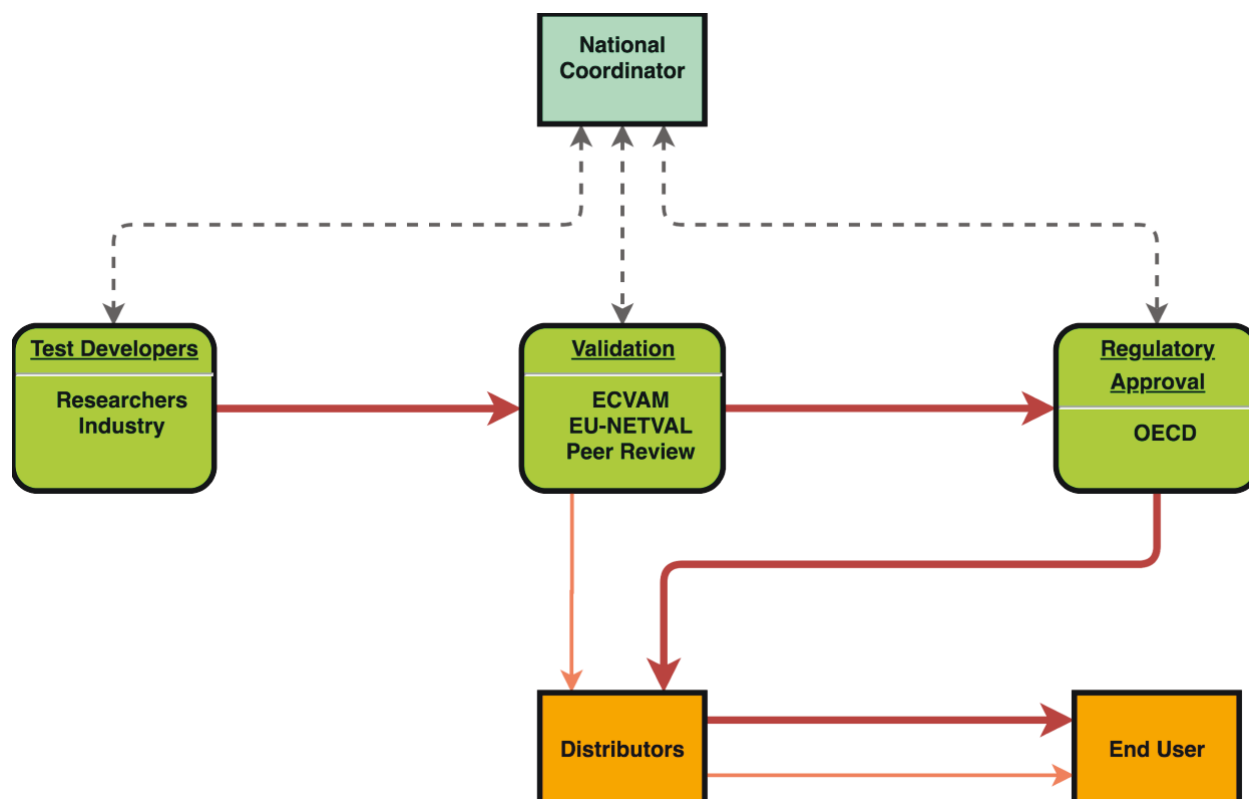 National
Coordinator
Test Developers
Researchers
Industry
Validation
ECVAM
EU-NETVAL
Peer Review
Regulatory
Approval
OECD
Distributors
End User